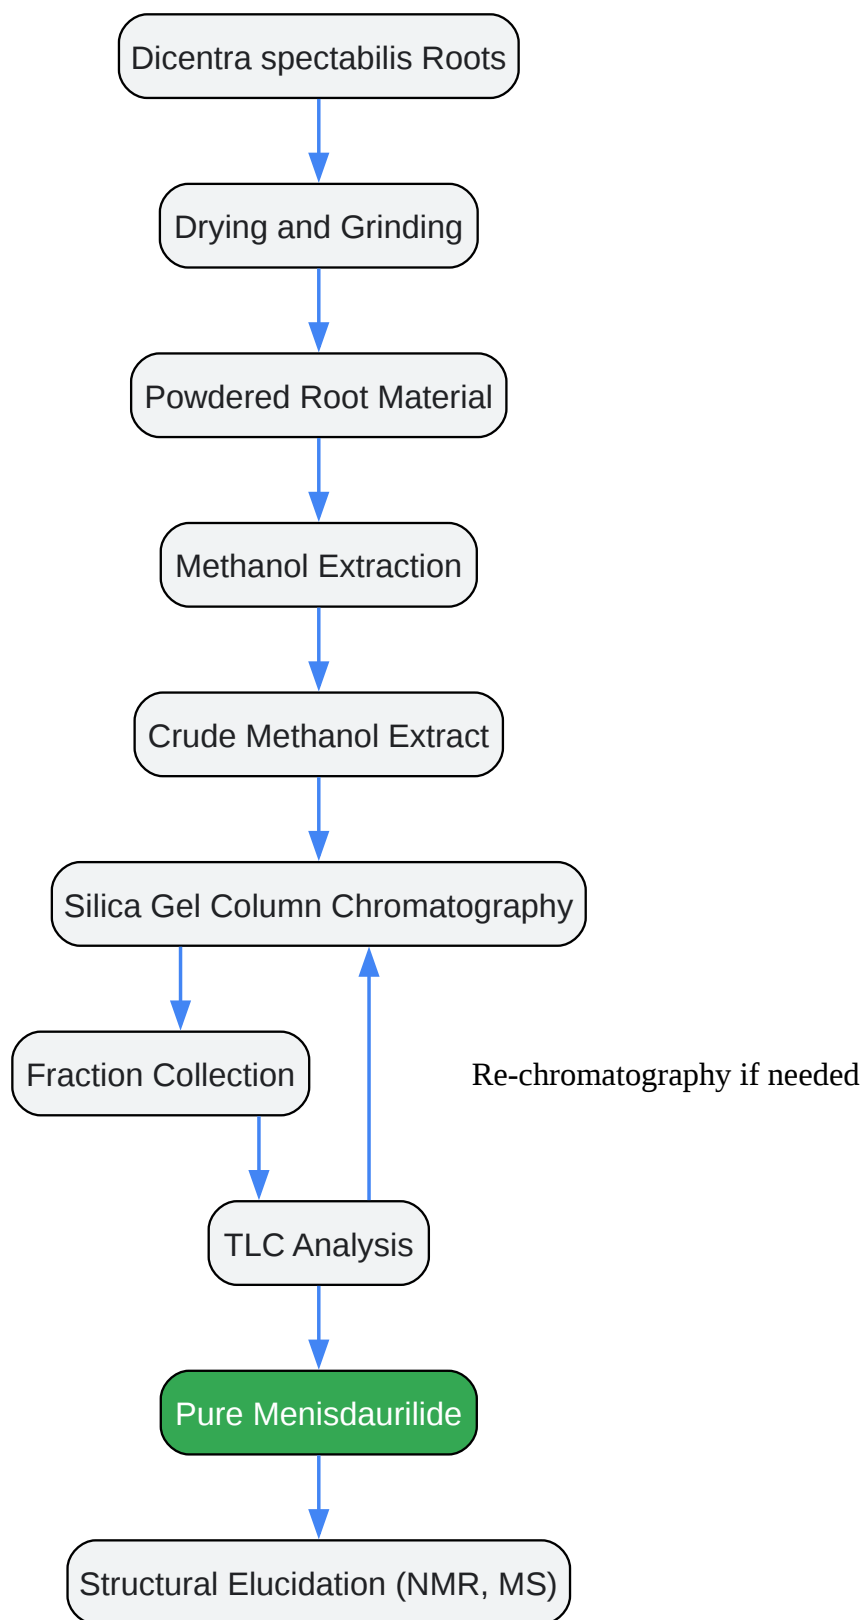 Dicentra spectabilis Roots
Drying and Grinding
Powdered Root Material
Methanol Extraction
Crude Methanol Extract
Silica Gel Column Chromatography
Fraction Collection
Re-chromatography if needed
TLC Analysis
Pure Menisdaurilide
Structural Elucidation (NMR, MS)